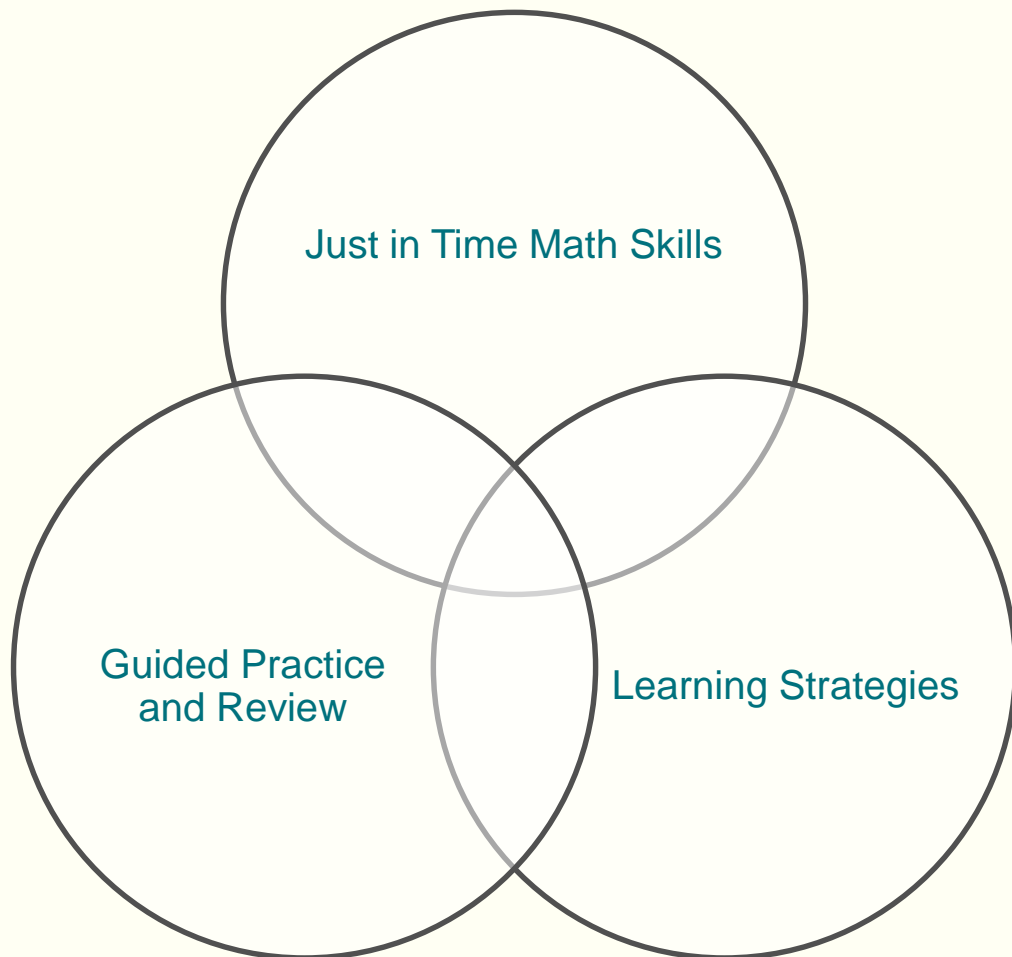 Just in Time Math Skills
Guided Practice
and Review
Learning Strategies